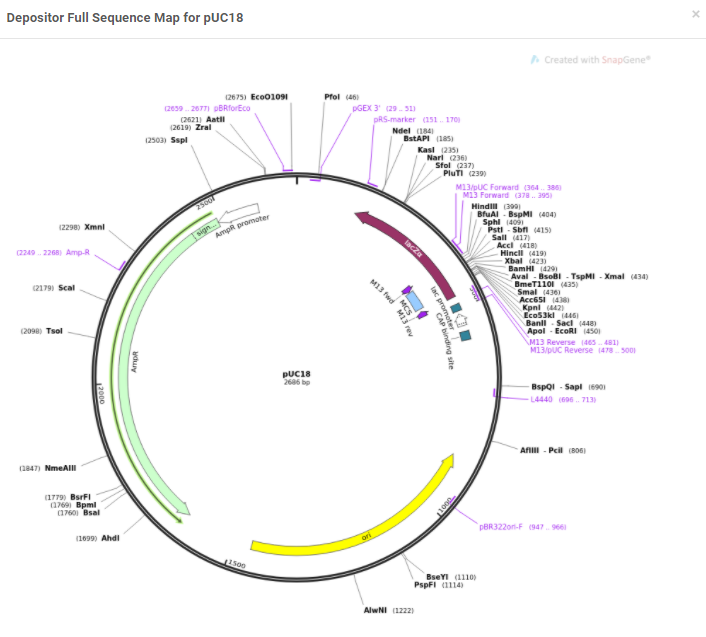 Depositor Full Sequence Map for pUC18
×
Created with SnapGene®
(2675) EcoO109I
PfoI (46)
(2659 .. 2677) pBRforEco
pGEX 3' (29 .. 51)
(2621) AatII
pRS-marker (151 .. 170)
(2619) ZraI
NdeI (184)
(2503) SspI
BstAPI (185)
KasI (235)
NarI (236)
SfoI (237)
PluTI (239)
M13/pUC Forward (364 .. 386)
M13 Forward (378 .. 395)
HindIII (399)
BfuAI - BspMI (404)
SphI (409)
PstI - SbfI (415)
SalI (417)
AccI (418)
HincII (419)
XbaI (423)
BamHI (429)
AvaI - BsoBI - TspMI - XmaI (434)
BmeT110I (435)
SmaI (436)
Acc65I (438)
KpnI (442)
Eco53kI (446)
BanII - SacI (448)
ApoI - EcoRI (450)
M13 Reverse (465 .. 481)
M13/pUC Reverse (478 .. 500)
2500
sign...
AmpR promoter
lacZα
(2298) XmnI
(2249 .. 2268) Amp-R
(2179) ScaI
(2098) TsoI
M13 fwd
MCS
M13 rev
lac promoter
CAP binding site
500
AmpR
pUC18
2686 bp
2000
BspQI - SapI (690)
L4440 (696 .. 713)
AflIII - PciI (806)
(1847) NmeAIII
(1779) BsrFI
(1769) BpmI
(1760) BsaI
(1699) AhdI
1000
pBR322ori-F (947 .. 966)
ori
1500
BseYI (1110)
PspFI (1114)
AlwNI (1222)